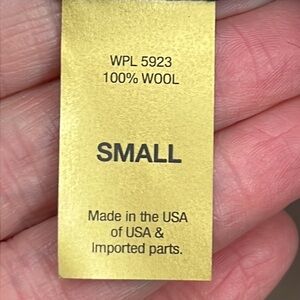 WPL 5923
100% WOOL
SMALL
Made in the USA
of USA &
Imported parts.